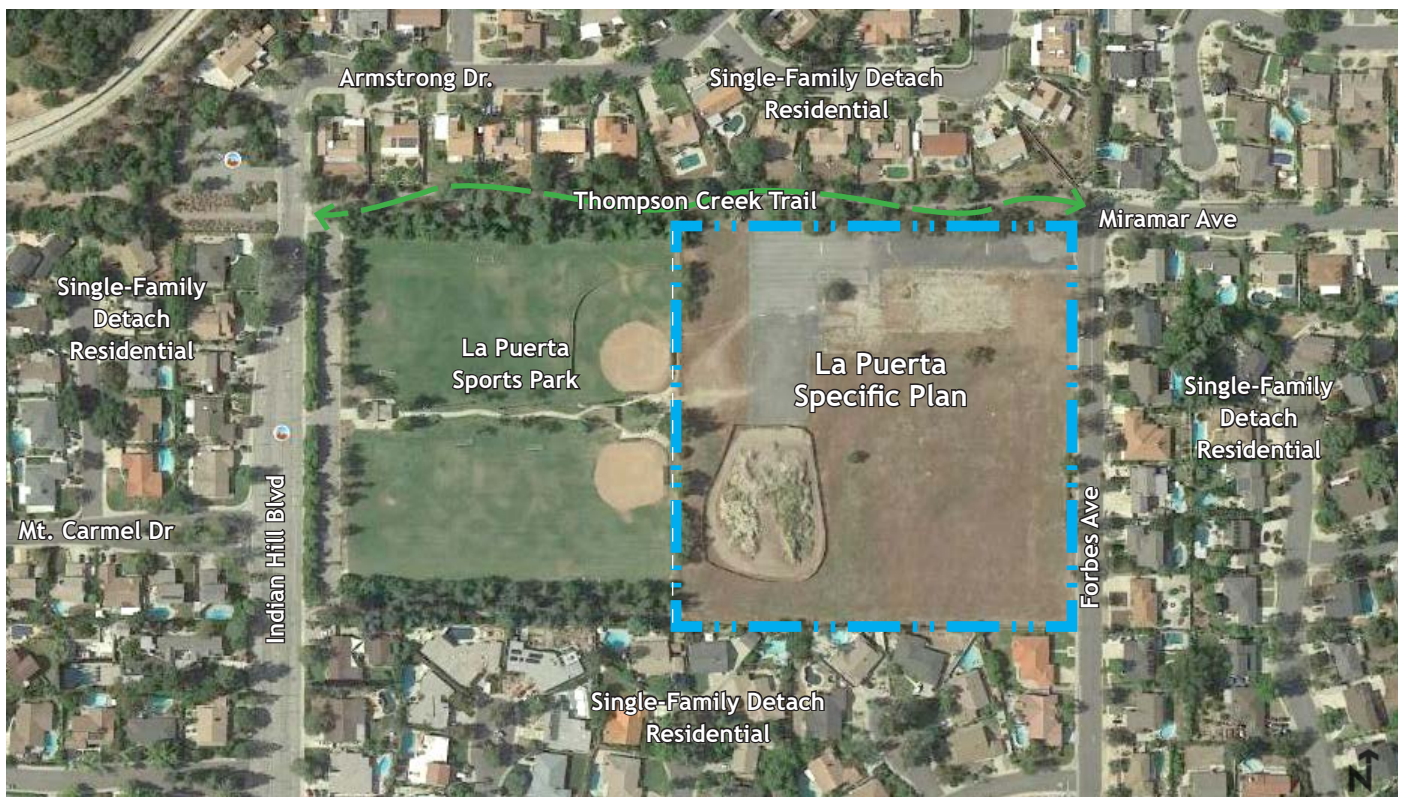 Armstrong Dr.
Single-Family Detach
Residential
Thompson Creek Trail
Miramar Ave
Single-Family
Detach
Residential
La Puerta
Sports Park
La Puerta
Specific Plan
Single-Family
Detach
Residential
Mt. Carmel Dr
Indian Hill Blvd
Forbes Ave
Single-Family Detach
Residential
N